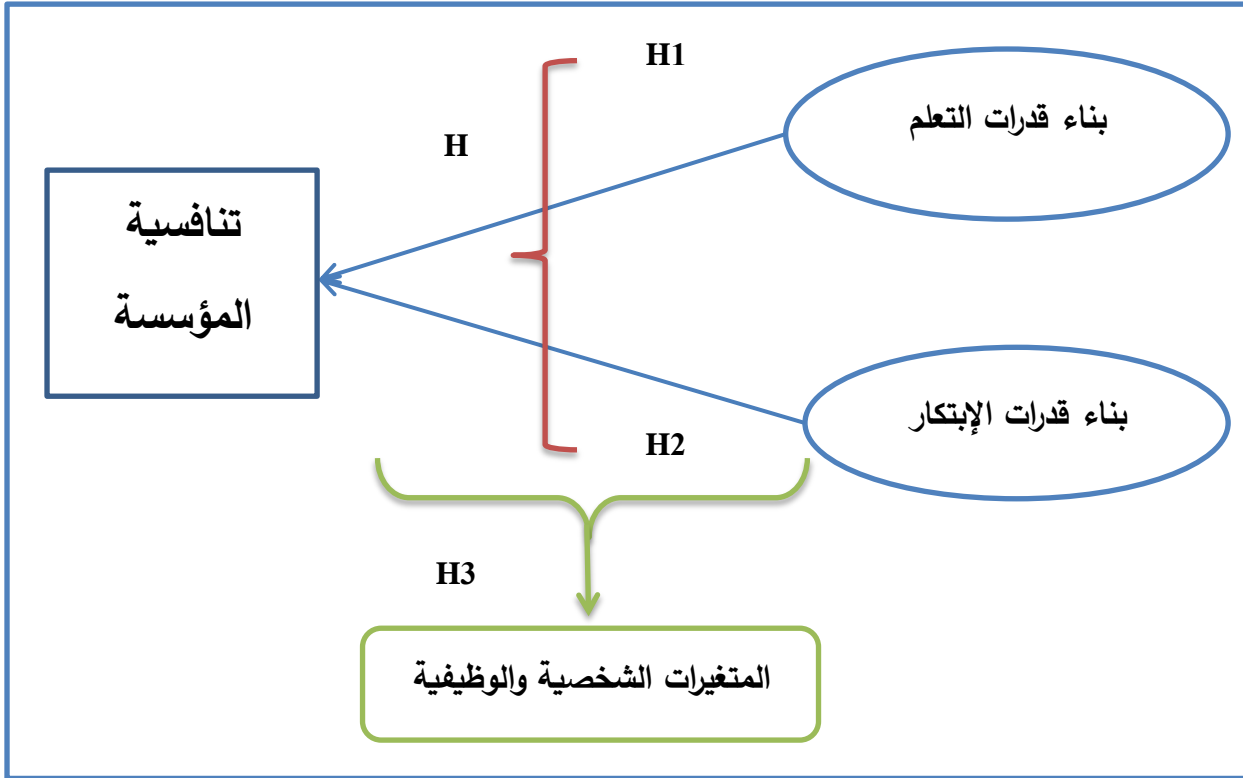 H1
بناء قدرات التعلم
H
تنافسية
المؤسسة
بناء قدرات الإبتكار
H2
H3
المتغيرات الشخصية والوظيفية